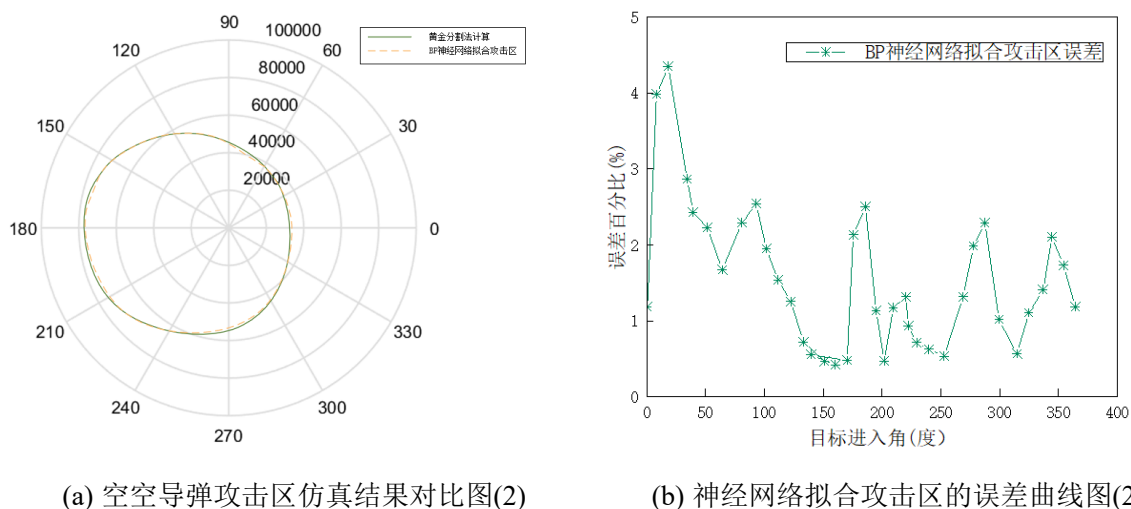 90
100000
黄金分割法计算
BP神经网络拟合攻击区
120
60
80000
60000
150
30
40000
20000
180
0
210
330
240
300
270
5
BP神经网络拟合攻击区误差
4
3
2
1
0
误差百分比(%)
0 50 100 150 200 250 300 350 400
目标进入角(度)
(a) 空空导弹攻击区仿真结果对比图(2)
(b) 神经网络拟合攻击区的误差曲线图(2